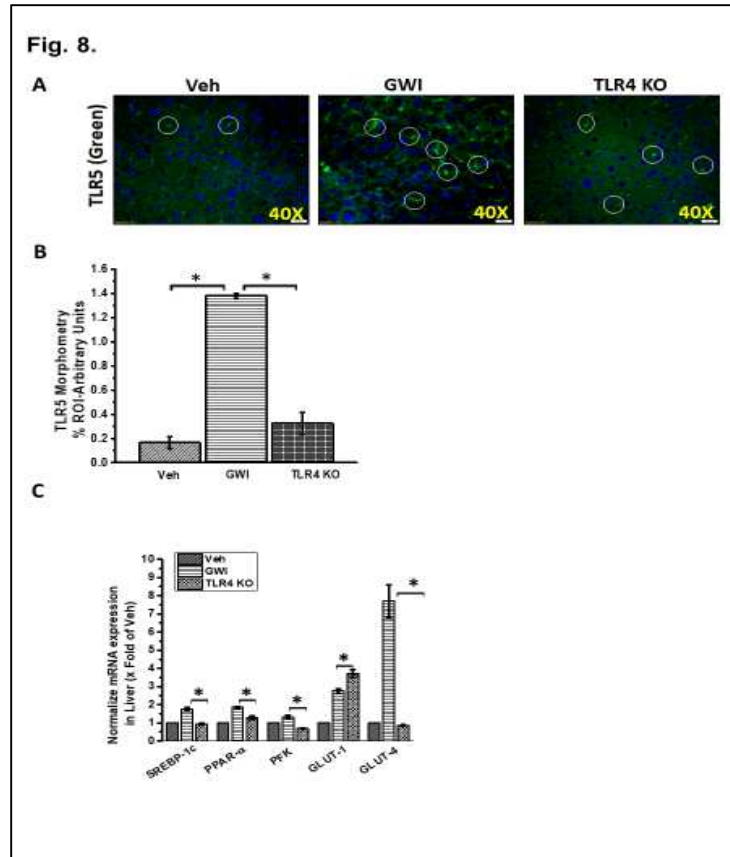 Fig. 8.
A
Veh GWI TLR4 KO
TLR5 (Green)
40X 40X 40X
B
TLR5 Morphometry
% ROI-Arbitrary Units
1.6
1.4
1.2
1.0
0.8
0.6
0.4
0.2
0.0
* *
Veh GWI TLR4 KO
C
Normalize mRNA expression
in Liver (x Fold of Veh)
10
9
8
7
6
5
4
3
2
1
0
Veh
GWI
TLR4 KO
* * * * *
SREBP-1c PPAR-α PFK GLUT-1 GLUT-4